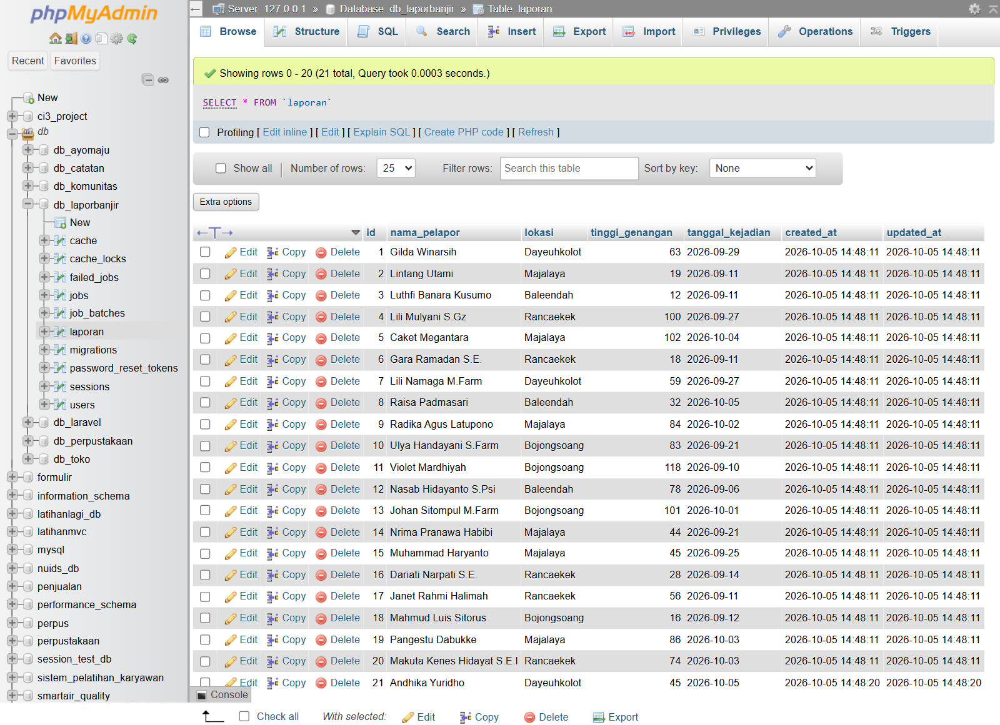 phpMyAdmin
Recent Favorites
New
ci3_project
db
db_ayomaju
db_catatan
db_komunitas
db_laporbanjir
New
cache
cache_locks
failed_jobs
jobs
job_batches
laporan
migrations
password_reset_tokens
sessions
users
db_laravel
db_perpustakaan
db_toko
formulir
information_schema
latihanlagi_db
latihanmvc
mysql
nuids_db
penjualan
performance_schema
perpus
perpustakaan
session_test_db
sistem_pelatihan_karyawan
smartair_quality
Server: 127.0.0.1 » Database: db_laporbanjir » Table: laporan
Browse Structure SQL Search Insert Export Import Privileges Operations Triggers
Showing rows 0 - 20 (21 total, Query took 0.0003 seconds.)
SELECT * FROM `laporan`
Profiling [ Edit inline ] [ Edit ] [ Explain SQL ] [ Create PHP code ] [ Refresh ]
Show all | Number of rows: 25 Filter rows: Search this table Sort by key: None
Extra options
id nama_pelapor lokasi tinggi_genangan tanggal_kejadian created_at updated_at
Edit Copy Delete 1 Gilda Winarsih Dayeuhkolot 63 2026-09-29 2026-10-05 14:48:11 2026-10-05 14:48:11
Edit Copy Delete 2 Lintang Utami Majalaya 19 2026-09-11 2026-10-05 14:48:11 2026-10-05 14:48:11
Edit Copy Delete 3 Luthfi Banara Kusumo Baleendah 12 2026-09-11 2026-10-05 14:48:11 2026-10-05 14:48:11
Edit Copy Delete 4 Lili Mulyani S.Gz Rancaekek 100 2026-09-27 2026-10-05 14:48:11 2026-10-05 14:48:11
Edit Copy Delete 5 Caket Megantara Majalaya 102 2026-10-04 2026-10-05 14:48:11 2026-10-05 14:48:11
Edit Copy Delete 6 Gara Ramadan S.E. Rancaekek 18 2026-09-11 2026-10-05 14:48:11 2026-10-05 14:48:11
Edit Copy Delete 7 Lili Namaga M.Farm Dayeuhkolot 59 2026-09-27 2026-10-05 14:48:11 2026-10-05 14:48:11
Edit Copy Delete 8 Raisa Padmasari Baleendah 32 2026-10-05 2026-10-05 14:48:11 2026-10-05 14:48:11
Edit Copy Delete 9 Radika Agus Latupono Majalaya 84 2026-10-02 2026-10-05 14:48:11 2026-10-05 14:48:11
Edit Copy Delete 10 Ulya Handayani S.Farm Bojongsoang 83 2026-09-21 2026-10-05 14:48:11 2026-10-05 14:48:11
Edit Copy Delete 11 Violet Mardhiyah Bojongsoang 118 2026-09-10 2026-10-05 14:48:11 2026-10-05 14:48:11
Edit Copy Delete 12 Nasab Hidayanto S.Psi Baleendah 78 2026-09-06 2026-10-05 14:48:11 2026-10-05 14:48:11
Edit Copy Delete 13 Johan Sitompul M.Farm Bojongsoang 101 2026-10-01 2026-10-05 14:48:11 2026-10-05 14:48:11
Edit Copy Delete 14 Nrima Pranawa Habibi Majalaya 44 2026-09-21 2026-10-05 14:48:11 2026-10-05 14:48:11
Edit Copy Delete 15 Muhammad Haryanto Majalaya 45 2026-09-25 2026-10-05 14:48:11 2026-10-05 14:48:11
Edit Copy Delete 16 Dariati Narpati S.E. Rancaekek 28 2026-09-14 2026-10-05 14:48:11 2026-10-05 14:48:11
Edit Copy Delete 17 Janet Rahmi Halimah Rancaekek 56 2026-09-11 2026-10-05 14:48:11 2026-10-05 14:48:11
Edit Copy Delete 18 Mahmud Luis Sitorus Bojongsoang 16 2026-09-12 2026-10-05 14:48:11 2026-10-05 14:48:11
Edit Copy Delete 19 Pangestu Dabukke Majalaya 86 2026-10-03 2026-10-05 14:48:11 2026-10-05 14:48:11
Edit Copy Delete 20 Makuta Kenes Hidayat S.E.I Rancaekek 74 2026-10-03 2026-10-05 14:48:11 2026-10-05 14:48:11
Edit Copy Delete 21 Andhika Yuridho Dayeuhkolot 45 2026-10-05 2026-10-05 14:48:20 2026-10-05 14:48:20
Console
Check all With selected: Edit Copy Delete Export